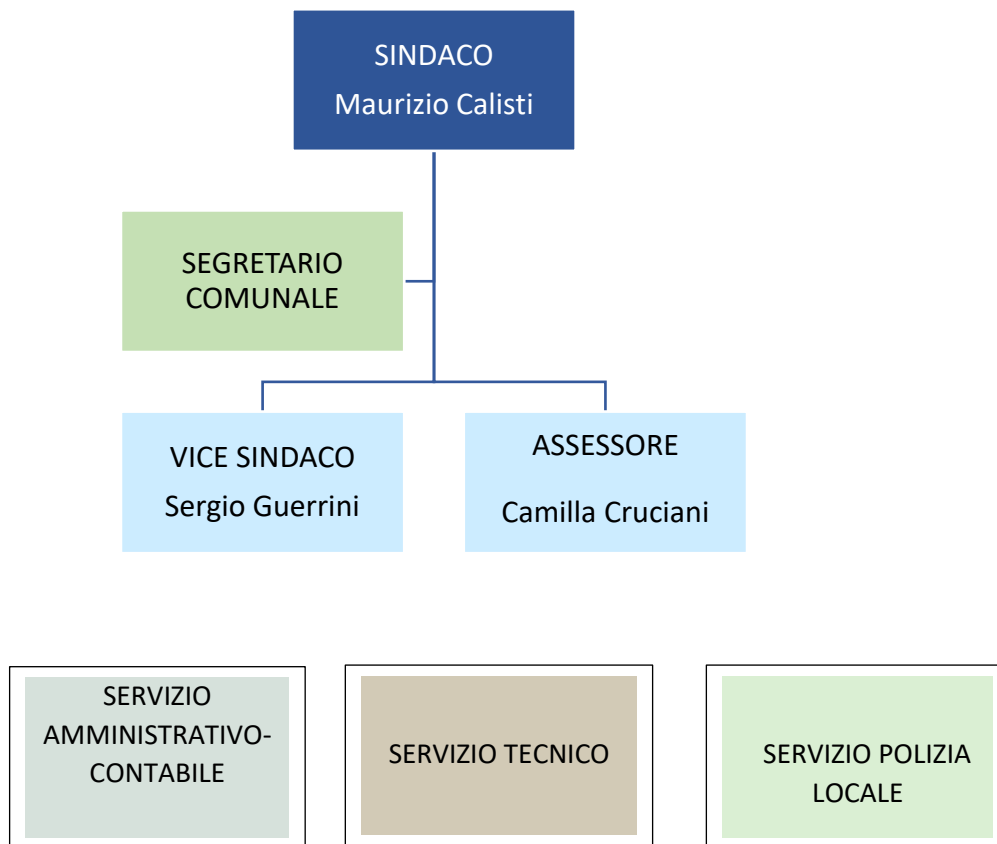 SINDACO
Maurizio Calisti
SEGRETARIO
COMUNALE
VICE SINDACO
Sergio Guerrini
ASSESSORE
Camilla Cruciani
SERVIZIO
AMMINISTRATIVO-
CONTABILE
SERVIZIO TECNICO
SERVIZIO POLIZIA
LOCALE